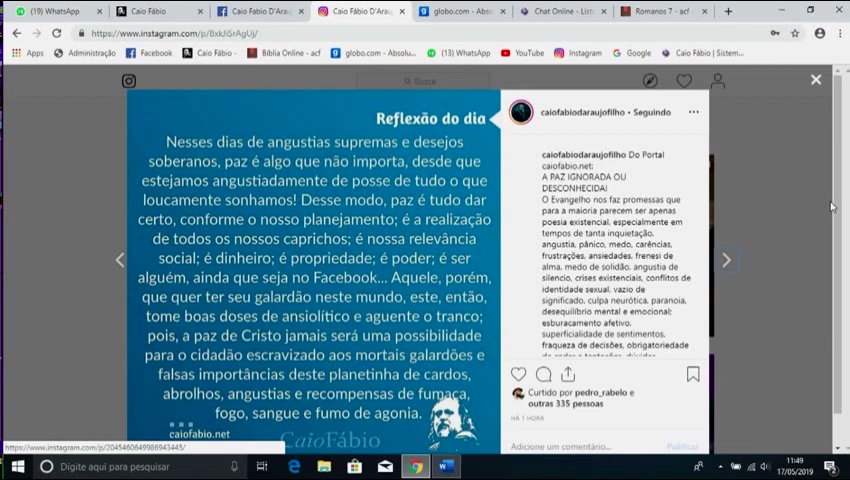 (19) WhatsApp
Caio Fábio
Caio Fabio D'Arau
Caio Fábio D'Arauj
globo.com - Absol
Chat Online - Lista
Romanos 7 - acf
https://www.instagram.com/p/BxkJiGrAgUj/
Apps
Administração
Facebook
Caio Fábio -
Bíblia Online - acf
globo.com - Absolu...
(13) WhatsApp
YouTube
Instagram
Google
Caio Fábio | Sistem...
Busca
Reflexão do dia
Nesses dias de angustias supremas e desejos
soberanos, paz é algo que não importa, desde que
estejamos angustiadamente de posse de tudo o que
loucamente sonhamos! Desse modo, paz é tudo dar
certo, conforme o nosso planejamento; é a realização
de todos os nossos caprichos; é nossa relevância
social; é dinheiro; é propriedade; é poder; é ser
alguém, ainda que seja no Facebook... Aquele, porém,
que quer ter seu galardão neste mundo, este, então,
tome boas doses de ansiolítico e aguente o tranco;
pois, a paz de Cristo jamais será uma possibilidade
para o cidadão escravizado aos mortais galardões e
falsas importâncias deste planetinha de cardos,
abrolhos, angustias e recompensas de fumaça,
fogo, sangue e fumo de agonia.
caiofabio.net
CaioFábio
caiofabiodaraujofilho • Seguindo
caiofabiodaraujofilho Do Portal
caiofabio.net:
A PAZ IGNORADA OU
DESCONHECIDA!
O Evangelho nos faz promessas que
para a maioria parecem ser apenas
poesia existencial, especialmente em
tempos de tanta inquietação,
angustia, pânico, medo, carências,
frustrações, ansiedades, frenesi de
alma, medo de solidão, angustia de
silencio, crises existenciais, conflitos de
identidade sexual, vazio de
significado, culpa neurótica, paranoia,
desequilíbrio mental e emocional;
esburacamento afetivo,
superficialidade de sentimentos,
fraqueza de decisões, obrigatoriedade
Curtido por pedro_rabelo e
outras 335 pessoas
HÁ 1 HORA
Adicione um comentário...
Publicar
https://www.instagram.com/p/2045460649986943445/
Digite aqui para pesquisar
11:49
17/05/2019